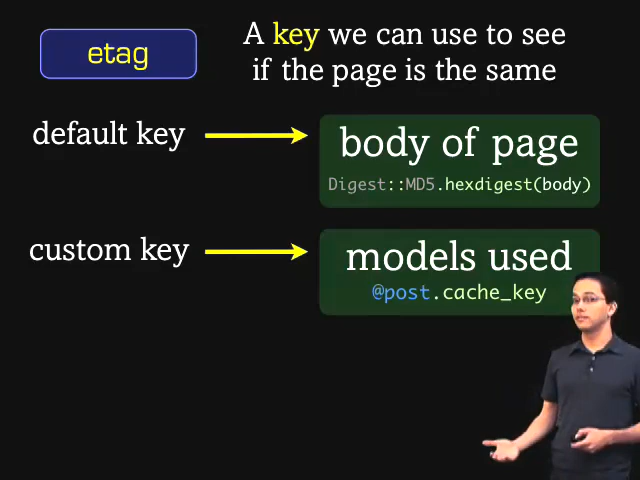 etag
A key we can use to see
if the page is the same
default key
body of page
Digest::MD5.hexdigest(body)
custom key
models used
@post.cache_key